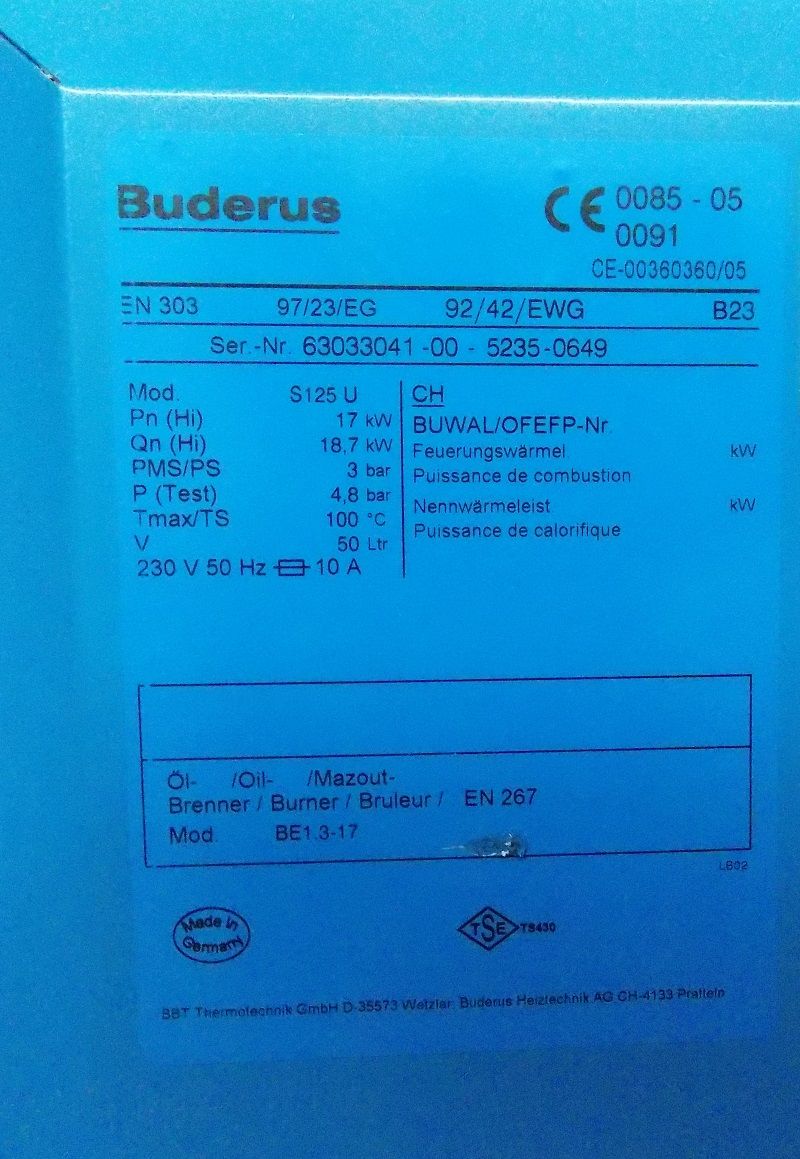 Buderus
CE 0085 - 05
0091
CE-00360360/05
EN 303 97/23/EG 92/42/EWG B23
Ser.-Nr. 63033041 -00 - 5235-0649
Mod. S125 U
Pn (Hi) 17 kW
Qn (Hi) 18,7 kW
PMS/PS 3 bar
P (Test) 4,8 bar
Tmax/TS 100 °C
V 50 Ltr
230 V 50 Hz 10 A
CH
BUWAL/OFEFP-Nr.
Feuerungswärmel. kW
Puissance de combustion
Nennwärmeleist. kW
Puissance de calorifique
Öl- /Oil- /Mazout-
Brenner / Burner / Bruleur / EN 267
Mod. BE1.3-17
L602
Made in
Germany
TSE TS430
BBT Thermotechnik GmbH D-35573 Wetzlar; Buderus Heiztechnik AG CH-4133 Pratteln